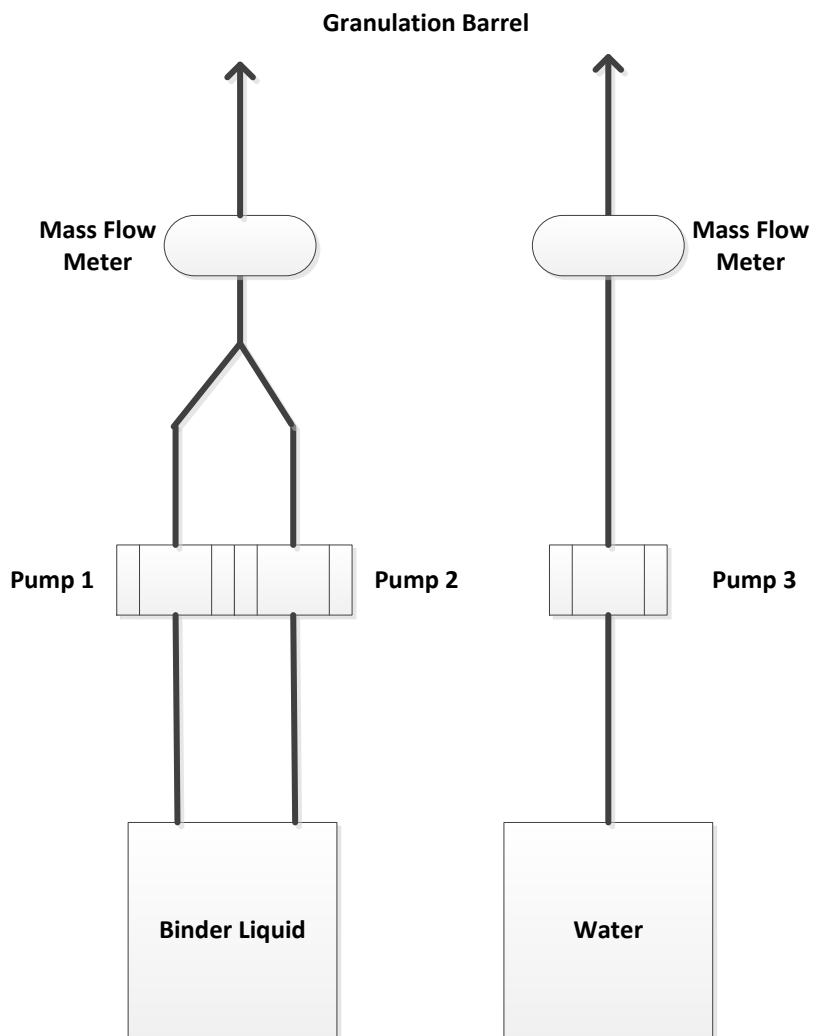 Granulation Barrel
Mass Flow
Meter
Mass Flow
Meter
Pump 1
Pump 2
Pump 3
Binder Liquid
Water